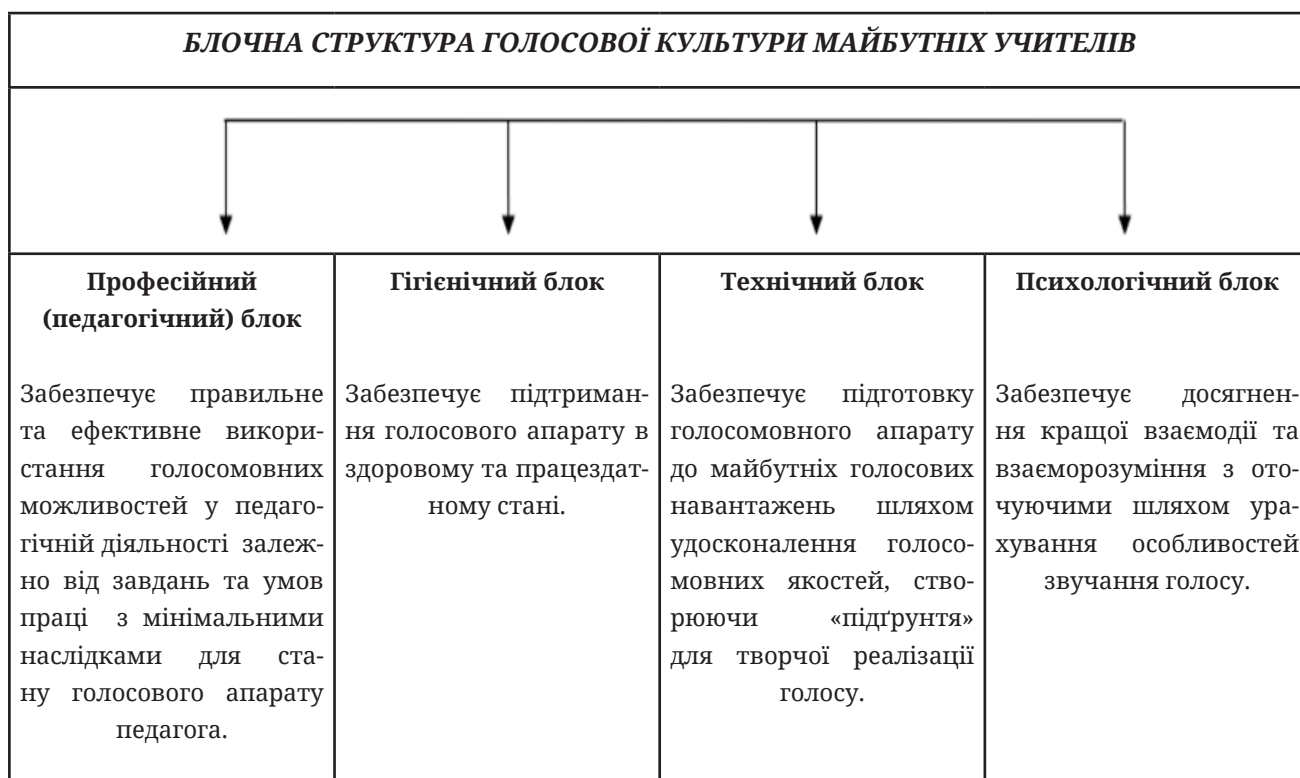 БЛОЧНА СТРУКТУРА ГОЛОСОВОЇ КУЛЬТУРИ МАЙБУТНІХ УЧИТЕЛІВ
Професійний
(педагогічний) блок
Забезпечує правильне
та ефективне викори-
стання голосомовних
можливостей у педаго-
гічній діяльності залеж-
но від завдань та умов
праці з мінімальними
наслідками для ста-
ну голосового апарату
педагога.
Гігієнічний блок
Забезпечує підтриман-
ня голосового апарату в
здоровому та працездат-
ному стані.
Технічний блок
Забезпечує підготовку
голосомовного апарату
до майбутніх голосових
навантажень шляхом
удосконалення голосо-
мовних якостей, ство-
рюючи «підґрунтя»
для творчої реалізації
голосу.
Психологічний блок
Забезпечує досягнен-
ня кращої взаємодії та
взаєморозуміння з ото-
чуючими шляхом ура-
хування особливостей
звучання голосу.